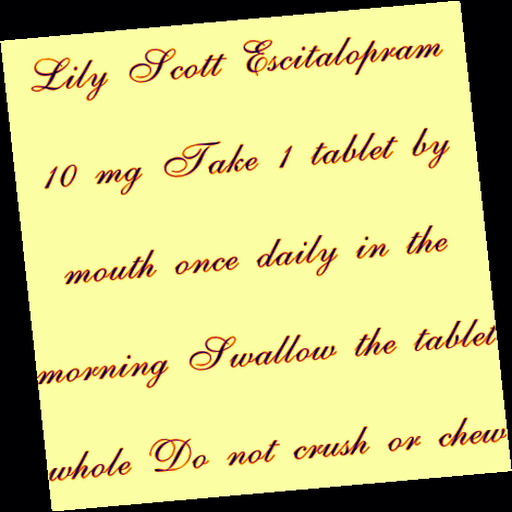 Lily Scott Escitalopram
10 mg Take 1 tablet by
mouth once daily in the
morning Swallow the tablet
whole Do not crush or chew